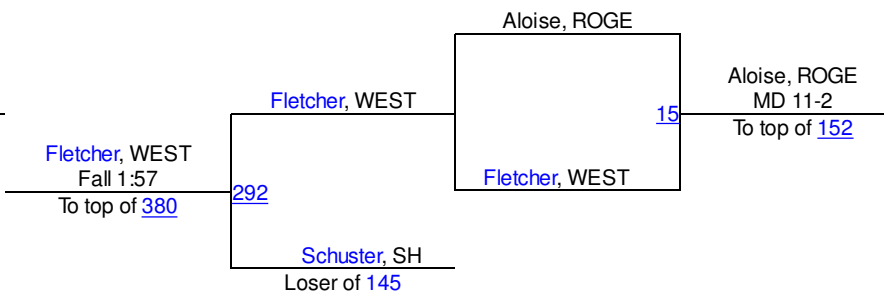 Aloise, ROGE
Aloise, ROGE
MD 11-2
To top of 152
15
Fletcher, WEST
Fletcher, WEST
Fall 1:57
To top of 380
292
Fletcher, WEST
Schuster, SH
Loser of 145